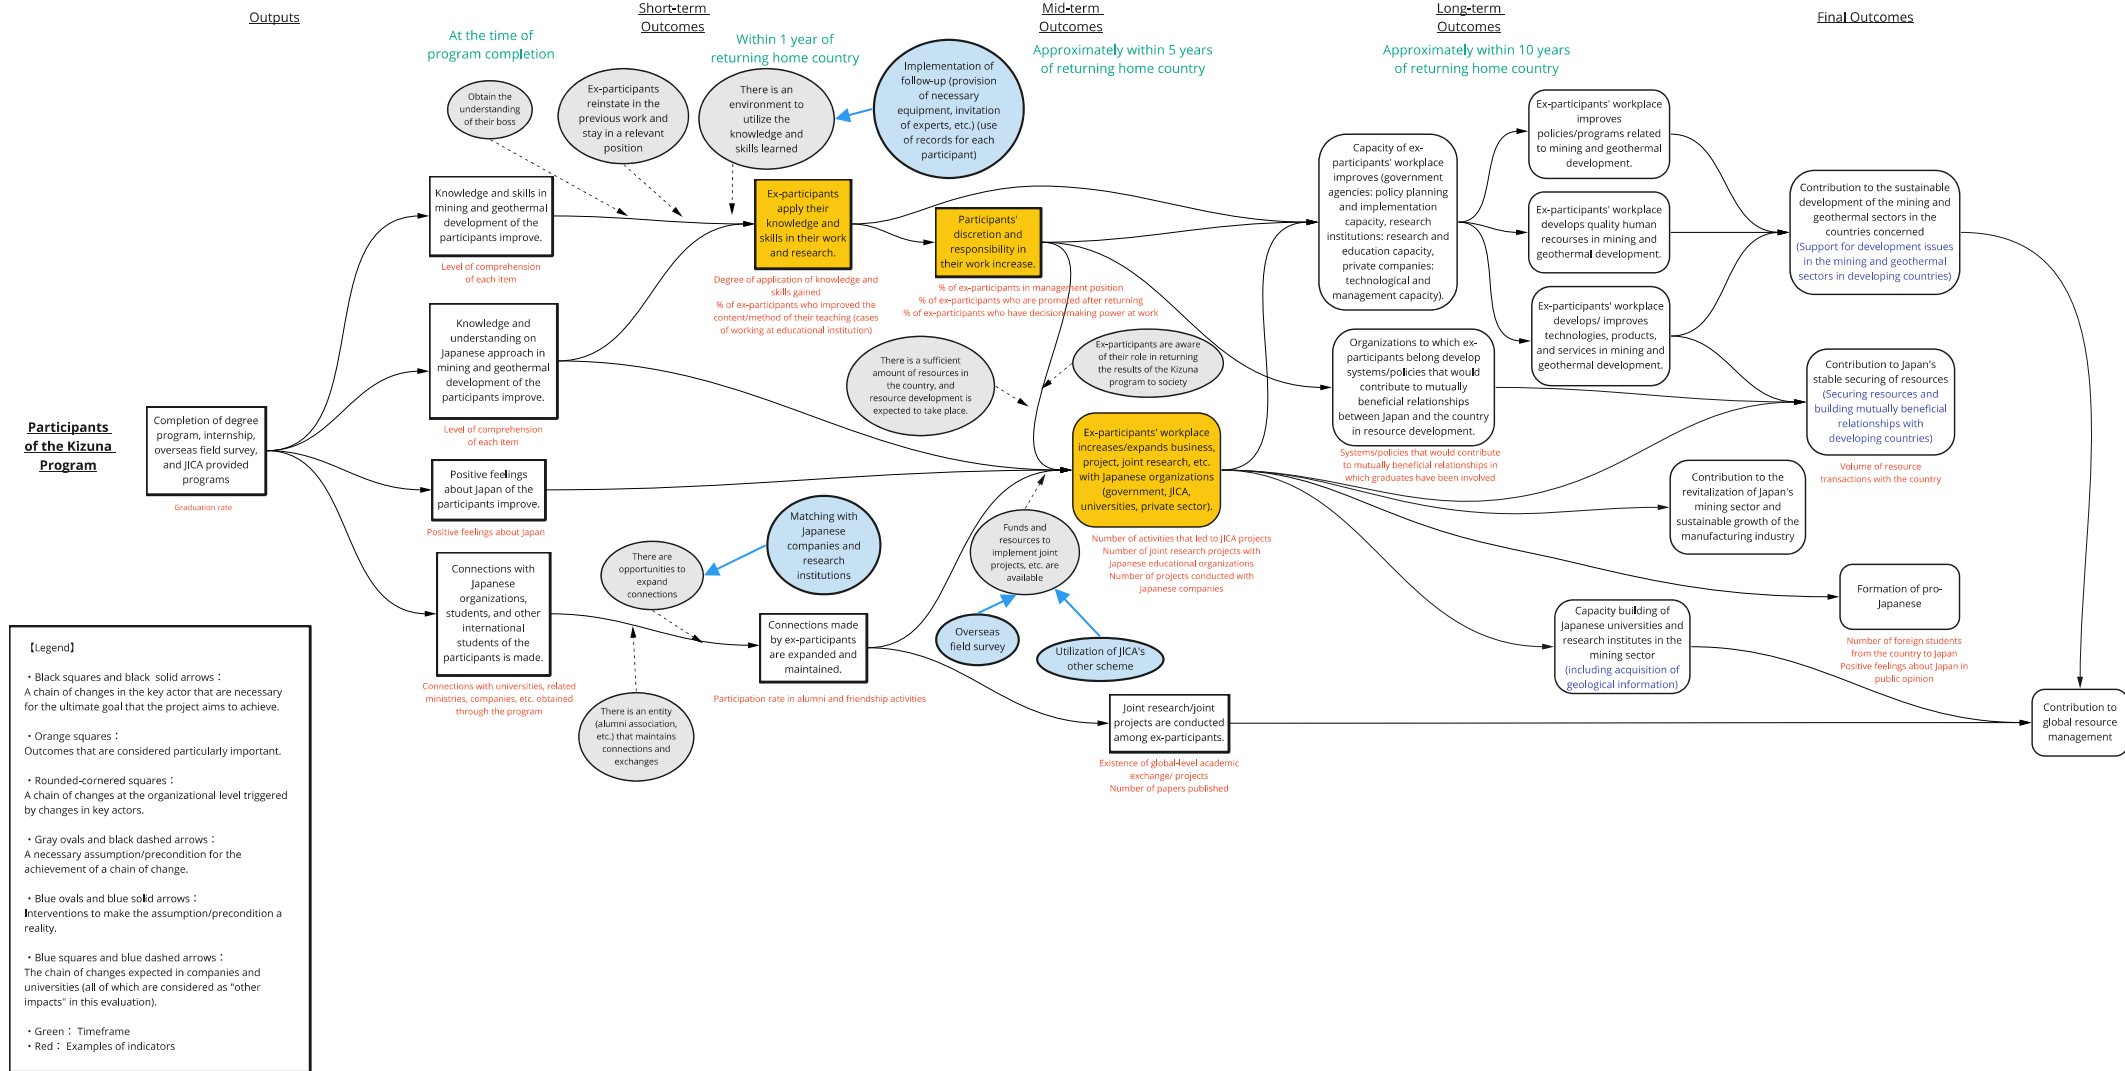 Outputs
Short-term
Outcomes
Mid-term
Outcomes
Long-term
Outcomes
Final Outcomes
At the time of
program completion
Within 1 year of
returning home country
Approximately within 5 years
of returning home country
Approximately within 10 years
of returning home country
Obtain the
understanding
of their boss
Ex-participants
reinstate in the
previous work and
stay in a relevant
position
There is an
environment to
utilize the
knowledge and
skills learned
Implementation of
follow-up (provision
of necessary
equipment, invitation
of experts, etc.) (use
of records for each
participant)
Participants
of the Kizuna
Program
Completion of degree
program, internship,
overseas field survey,
and JICA provided
programs
Graduation rate
Knowledge and skills in
mining and geothermal
development of the
participants improve.
Level of comprehension
of each item
Knowledge and
understanding on
Japanese approach in
mining and geothermal
development of the
participants improve.
Level of comprehension
of each item
Positive feelings
about Japan of the
participants improve.
Positive feelings about Japan
Connections with
Japanese
organizations,
students, and other
international
students of the
participants is made.
Connections with universities, related
ministries, companies, etc. obtained
through the program
Ex-participants
apply their
knowledge and
skills in their work
and research.
Degree of application of knowledge and
skills gained
% of ex-participants who improved the
content/method of their teaching (cases
of working at educational institution)
Participants'
discretion and
responsibility in
their work increase.
% of ex-participants in management position
% of ex-participants who are promoted after returning
% of ex-participants who have decision-making power at work
There is a sufficient
amount of resources in
the country, and
resource development is
expected to take place.
Ex-participants are aware
of their role in returning
the results of the Kizuna
program to society
Ex-participants' workplace
increases/expands business,
project, joint research, etc.
with Japanese organizations
(government, JICA,
universities, private sector).
Number of activities that led to JICA projects
Number of joint research projects with
Japanese educational organizations
Number of projects conducted with
Japanese companies
Matching with
Japanese
companies and
research
institutions
There are
opportunities to
expand
connections
Funds and
resources to
implement joint
projects, etc. are
available
Overseas
field survey
Utilization of JICA's
other scheme
Connections made
by ex-participants
are expanded and
maintained.
Participation rate in alumni and friendship activities
There is an entity
(alumni association,
etc.) that maintains
connections and
exchanges
Joint research/joint
projects are conducted
among ex-participants.
Existence of global-level academic
exchange/ projects
Number of papers published
Capacity of ex-
participants' workplace
improves (government
agencies: policy planning
and implementation
capacity, research
institutions: research and
education capacity,
private companies:
technological and
management capacity).
Organizations to which ex-
participants belong develop
systems/policies that would
contribute to mutually
beneficial relationships
between Japan and the country
in resource development.
Systems/policies that would contribute
to mutually beneficial relationships in
which graduates have been involved
Ex-participants' workplace
improves
policies/programs related
to mining and geothermal
development.
Ex-participants' workplace
develops quality human
recourses in mining and
geothermal development.
Ex-participants' workplace
develops/ improves
technologies, products,
and services in mining and
geothermal development.
Contribution to the
revitalization of Japan's
mining sector and
sustainable growth of the
manufacturing industry
Capacity building of
Japanese universities and
research institutes in the
mining sector
(including acquisition of
geological information)
Contribution to the sustainable
development of the mining and
geothermal sectors in the
countries concerned
(Support for development issues
in the mining and geothermal
sectors in developing countries)
Contribution to Japan's
stable securing of resources
(Securing resources and
building mutually beneficial
relationships with
developing countries)
Volume of resource
transactions with the country
Formation of pro-
Japanese
Number of foreign students
from the country to Japan
Positive feelings about Japan in
public opinion
Contribution to
global resource
management
【Legend】
・Black squares and black solid arrows：
A chain of changes in the key actor that are necessary
for the ultimate goal that the project aims to achieve.
・Orange squares：
Outcomes that are considered particularly important.
・Rounded-cornered squares：
A chain of changes at the organizational level triggered
by changes in key actors.
・Gray ovals and black dashed arrows：
A necessary assumption/precondition for the
achievement of a chain of change.
・Blue ovals and blue solid arrows：
Interventions to make the assumption/precondition a
reality.
・Blue squares and blue dashed arrows：
The chain of changes expected in companies and
universities (all of which are considered as "other
impacts" in this evaluation).
・Green： Timeframe
・Red： Examples of indicators